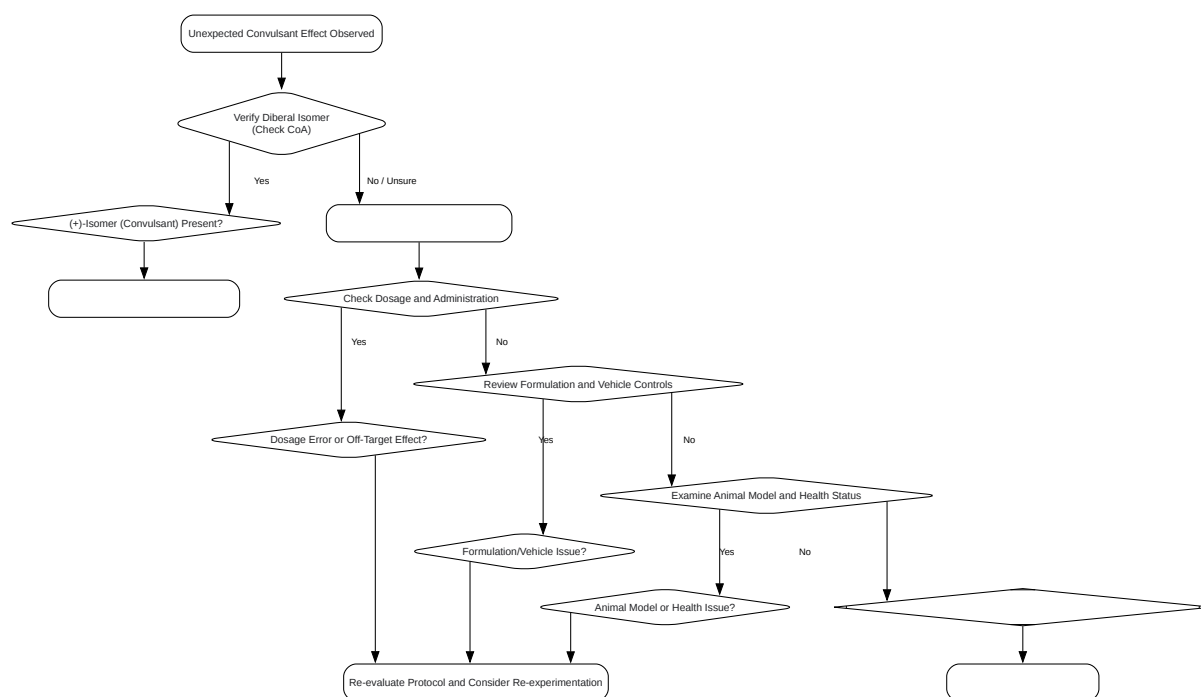 Unexpected Convulsant Effect Observed
Verify Diberal Isomer
(Check CoA)
Yes
No / Unsure
(+)-Isomer (Convulsant) Present?
Check Dosage and Administration
Yes
No
Review Formulation and Vehicle Controls
Dosage Error or Off-Target Effect?
Yes
No
Examine Animal Model and Health Status
Formulation/Vehicle Issue?
Yes
No
Animal Model or Health Issue?
Re-evaluate Protocol and Consider Re-experimentation